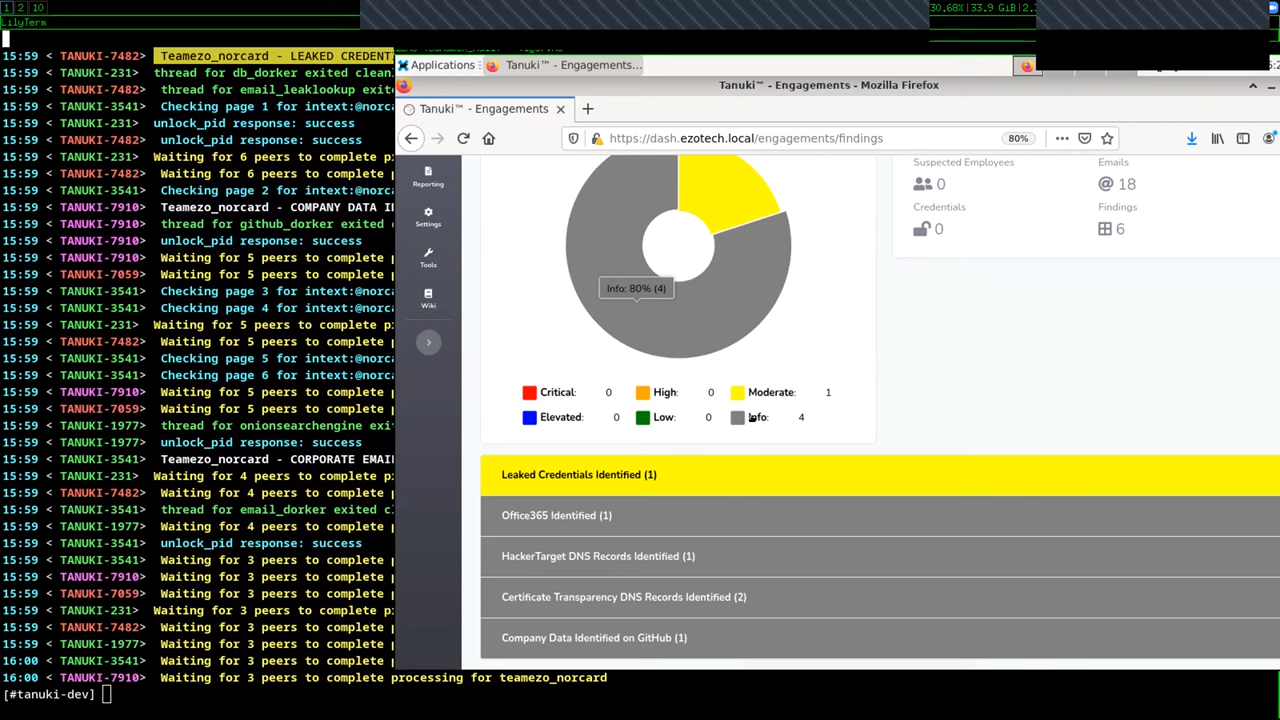 1 2 10
30.68%|33.9 GiB|2.
LilyTerm
15:59 < TANUKI-7482> Teamezo_norcard - LEAKED CREDENT
15:59 < TANUKI-231> thread for db_dorker exited clean
15:59 < TANUKI-7482> thread for email_leaklookup exit
15:59 < TANUKI-3541> Checking page 1 for intext:@norc
15:59 < TANUKI-231> unlock_pid response: success
15:59 < TANUKI-7482> unlock_pid response: success
15:59 < TANUKI-231> Waiting for 6 peers to complete p
15:59 < TANUKI-7482> Waiting for 6 peers to complete p
15:59 < TANUKI-3541> Checking page 2 for intext:@norc
15:59 < TANUKI-7910> Teamezo_norcard - COMPANY DATA I
15:59 < TANUKI-7910> thread for github_dorker exited
15:59 < TANUKI-7910> unlock_pid response: success
15:59 < TANUKI-7910> Waiting for 5 peers to complete p
15:59 < TANUKI-7059> Waiting for 5 peers to complete p
15:59 < TANUKI-3541> Checking page 3 for intext:@norc
15:59 < TANUKI-3541> Checking page 4 for intext:@norc
15:59 < TANUKI-231> Waiting for 5 peers to complete p
15:59 < TANUKI-7482> Waiting for 5 peers to complete p
15:59 < TANUKI-3541> Checking page 5 for intext:@norc
15:59 < TANUKI-3541> Checking page 6 for intext:@norc
15:59 < TANUKI-7910> Waiting for 5 peers to complete p
15:59 < TANUKI-7059> Waiting for 5 peers to complete p
15:59 < TANUKI-1977> thread for onionsearchengine exi
15:59 < TANUKI-1977> unlock_pid response: success
15:59 < TANUKI-3541> Teamezo_norcard - CORPORATE EMAI
15:59 < TANUKI-231> Waiting for 4 peers to complete p
15:59 < TANUKI-7482> Waiting for 4 peers to complete p
15:59 < TANUKI-3541> thread for email_dorker exited c
15:59 < TANUKI-1977> Waiting for 4 peers to complete p
15:59 < TANUKI-3541> unlock_pid response: success
15:59 < TANUKI-3541> Waiting for 3 peers to complete p
15:59 < TANUKI-7910> Waiting for 3 peers to complete p
15:59 < TANUKI-7059> Waiting for 3 peers to complete p
15:59 < TANUKI-231> Waiting for 3 peers to complete p
15:59 < TANUKI-7482> Waiting for 3 peers to complete p
15:59 < TANUKI-1977> Waiting for 3 peers to complete p
16:00 < TANUKI-3541> Waiting for 3 peers to complete p
16:00 < TANUKI-7910> Waiting for 3 peers to complete processing for teamezo_norcard
[#tanuki-dev]
Applications
Tanuki™ - Engagements...
Tanuki™ - Engagements - Mozilla Firefox
Tanuki™ - Engagements
https://dash.ezotech.local/engagements/findings
80%
Reporting
Settings
Tools
Wiki
Info: 80% (4)
Critical: 0 High: 0 Moderate: 1
Elevated: 0 Low: 0 Info: 4
Suspected Employees
0
Emails
18
Credentials
0
Findings
6
Leaked Credentials Identified (1)
Office365 Identified (1)
HackerTarget DNS Records Identified (1)
Certificate Transparency DNS Records Identified (2)
Company Data Identified on GitHub (1)